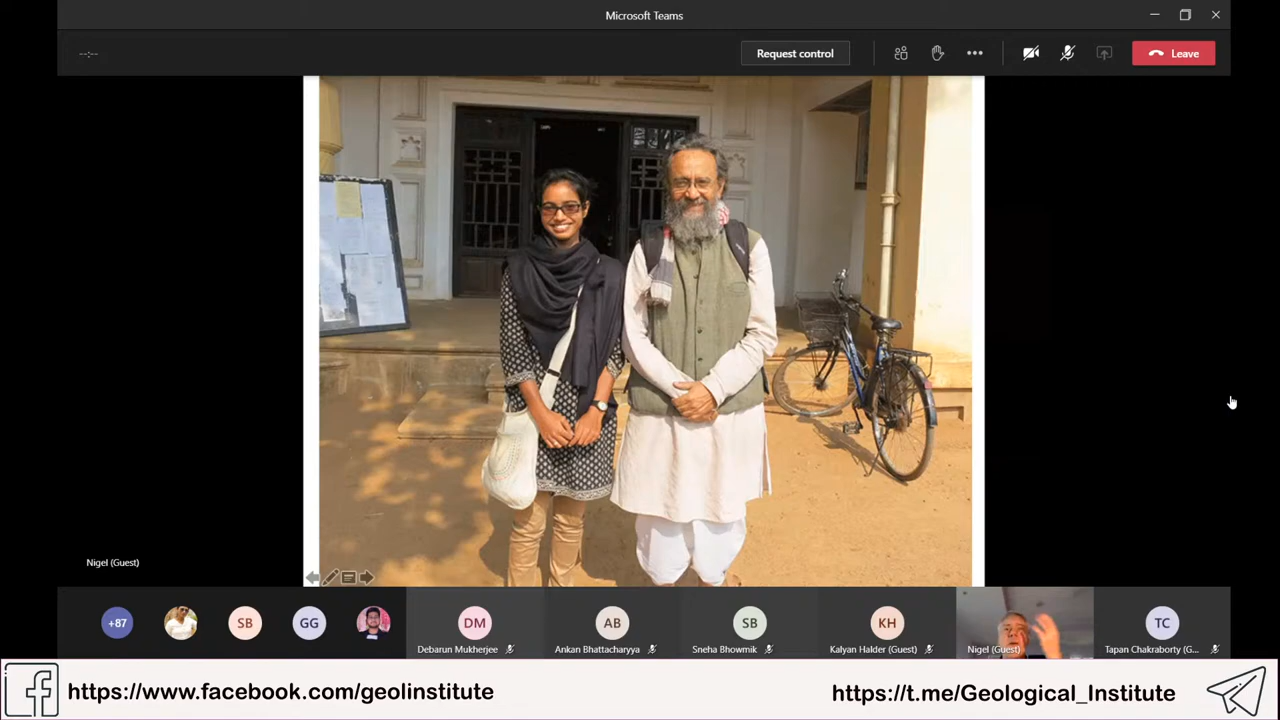 Microsoft Teams
--:--
Request control
Leave
Nigel (Guest)
+87
SB
GG
DM
Debarun Mukherjee
AB
Ankan Bhattacharyya
SB
Sneha Bhowmik
KH
Kalyan Halder (Guest)
Nigel (Guest)
TC
Tapan Chakraborty (G...
https://www.facebook.com/geolinstitute
https://t.me/Geological_Institute